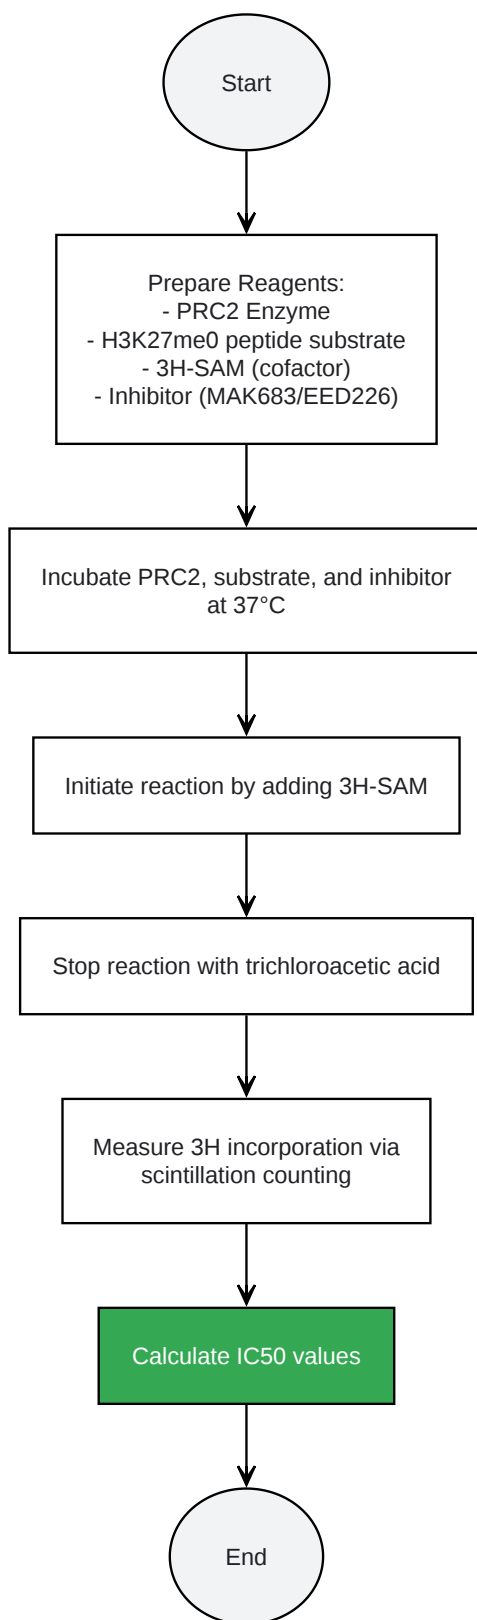 Start
Prepare Reagents:
- PRC2 Enzyme
- H3K27me0 peptide substrate
- 3H-SAM (cofactor)
- Inhibitor (MAK683/EED226)
Incubate PRC2, substrate, and inhibitor
at 37°C
Initiate reaction by adding 3H-SAM
Stop reaction with trichloroacetic acid
Measure 3H incorporation via
scintillation counting
Calculate IC50 values
End